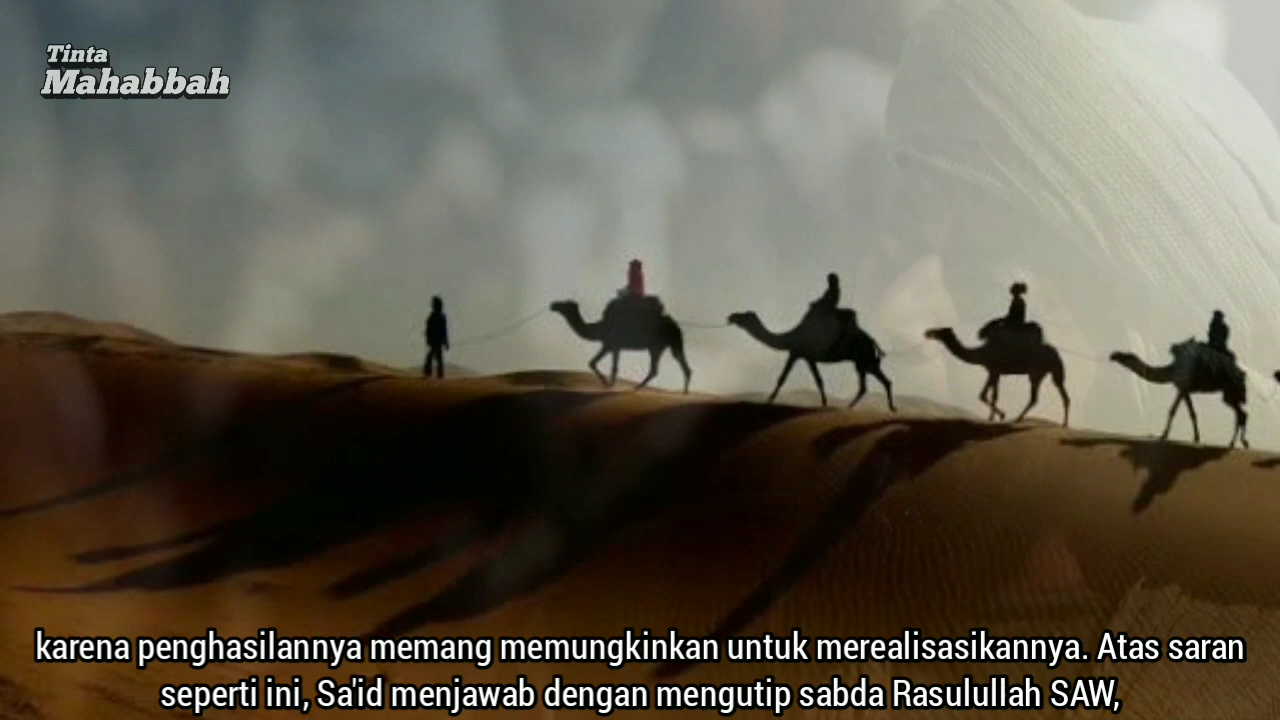 Tinta
Mahabbah
karena penghasilannya memang memungkinkan untuk merealisasikannya. Atas saran
seperti ini, Sa'id menjawab dengan mengutip sabda Rasulullah SAW,